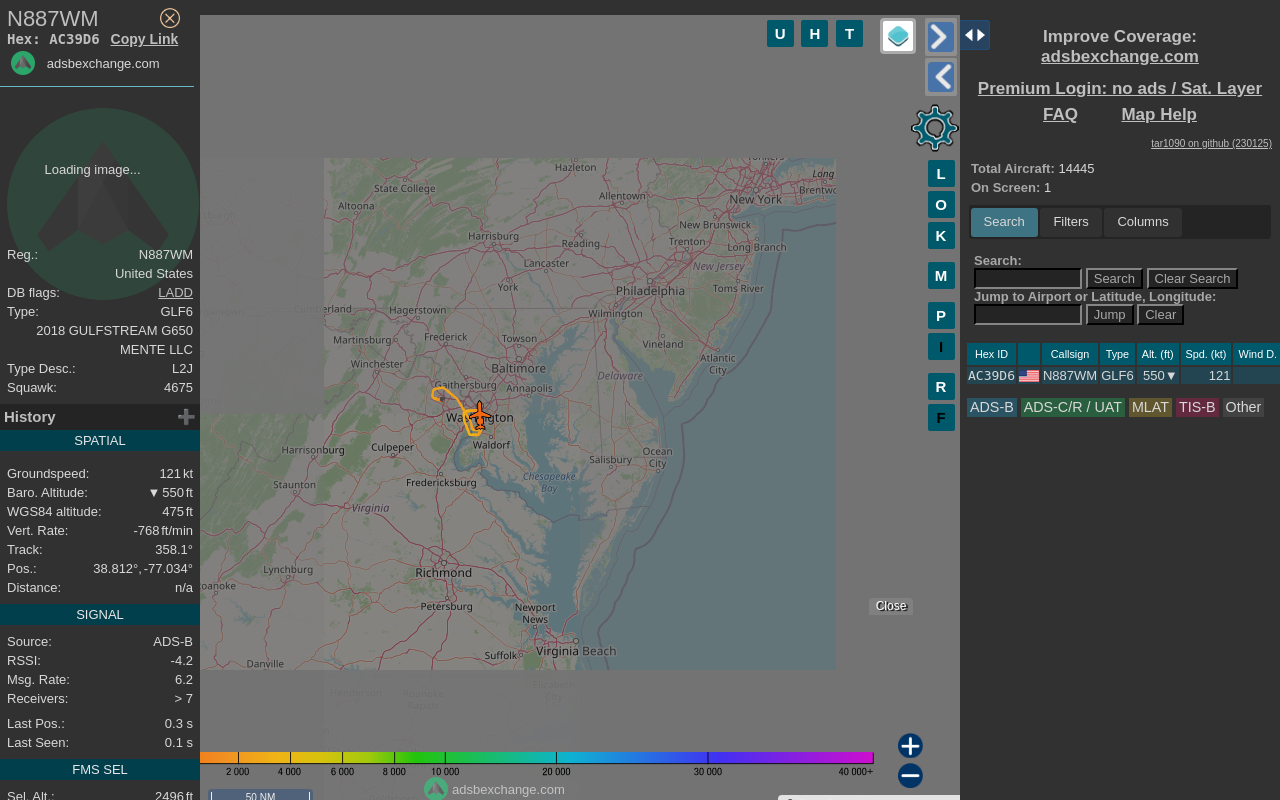 N887WM
Hex: AC39D6 Copy Link
adsbexchange.com
Loading image...
Reg.: N887WM
United States
DB flags: LADD
Type: GLF6
2018 GULFSTREAM G650
MENTE LLC
Type Desc.: L2J
Squawk: 4675
History
SPATIAL
Groundspeed: 121 kt
Baro. Altitude: ▼ 550 ft
WGS84 altitude: 475 ft
Vert. Rate: -768 ft/min
Track: 358.1°
Pos.: 38.812°, -77.034°
Distance: n/a
SIGNAL
Source: ADS-B
RSSI: -4.2
Msg. Rate: 6.2
Receivers: > 7
Last Pos.: 0.3 s
Last Seen: 0.1 s
FMS SEL
Sel. Alt.: 2496 ft
U H T
L
O
K
M
P
I
R
F
Hazleton
State College
Long
Allentown
Brentwo
New York
Altoona
New Brunswick
Harrisburg
Reading
Trenton
Long Branch
Lancaster
New Jersey
York
Philadelphia
Toms River
Hagerstown
Wilmington
Martinsburg
Frederick
Towson
Vineland
Winchester
Atlantic
City
Baltimore
Delaware
Gaithersburg
Annapolis
Waldorf
Culpeper
Harrisonburg
Ocean
City
Salisbury
Fredericksburg
Chesapeake
Bay
Staunton
Virginia
Lynchburg
Richmond
oanoke
Petersburg
Newport
News
Virginia Beach
Suffolk
Danville
Close
2 000 4 000 6 000 8 000 10 000 20 000 30 000 40 000+
adsbexchange.com
50 NM
Improve Coverage:
adsbexchange.com
Premium Login: no ads / Sat. Layer
FAQ Map Help
tar1090 on github (230125)
Total Aircraft: 14445
On Screen: 1
Search Filters Columns
Search:
Search Clear Search
Jump to Airport or Latitude, Longitude:
Jump Clear
Hex ID Callsign Type Alt. (ft) Spd. (kt) Wind D.
AC39D6 N887WM GLF6 550▼ 121
ADS-B ADS-C/R / UAT MLAT TIS-B Other